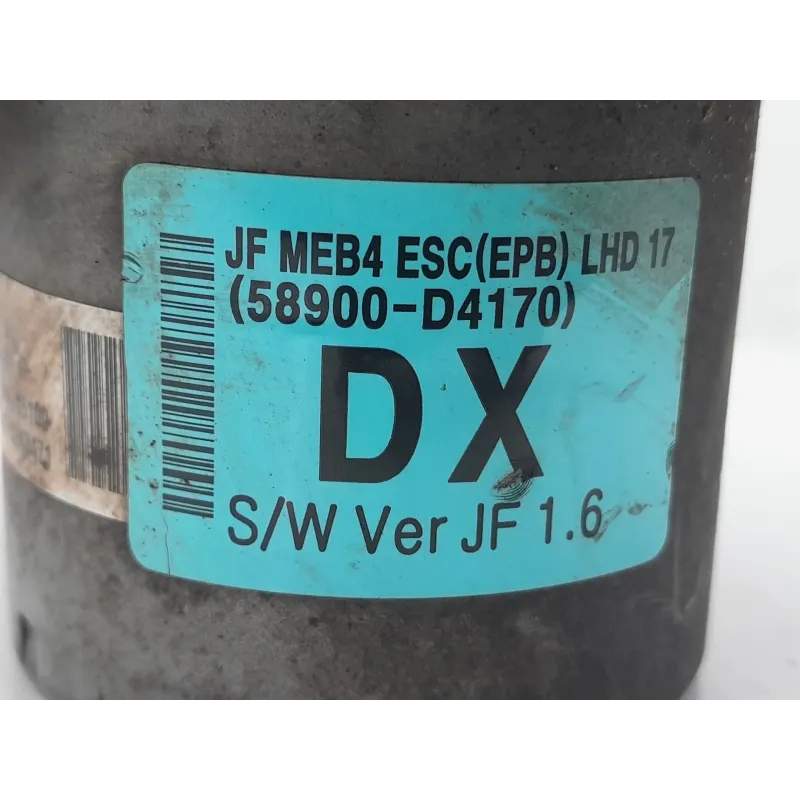 JF MEB4 ESC(EPB) LHD 17
(58900-D4170)
DX
S/W Ver JF 1.6